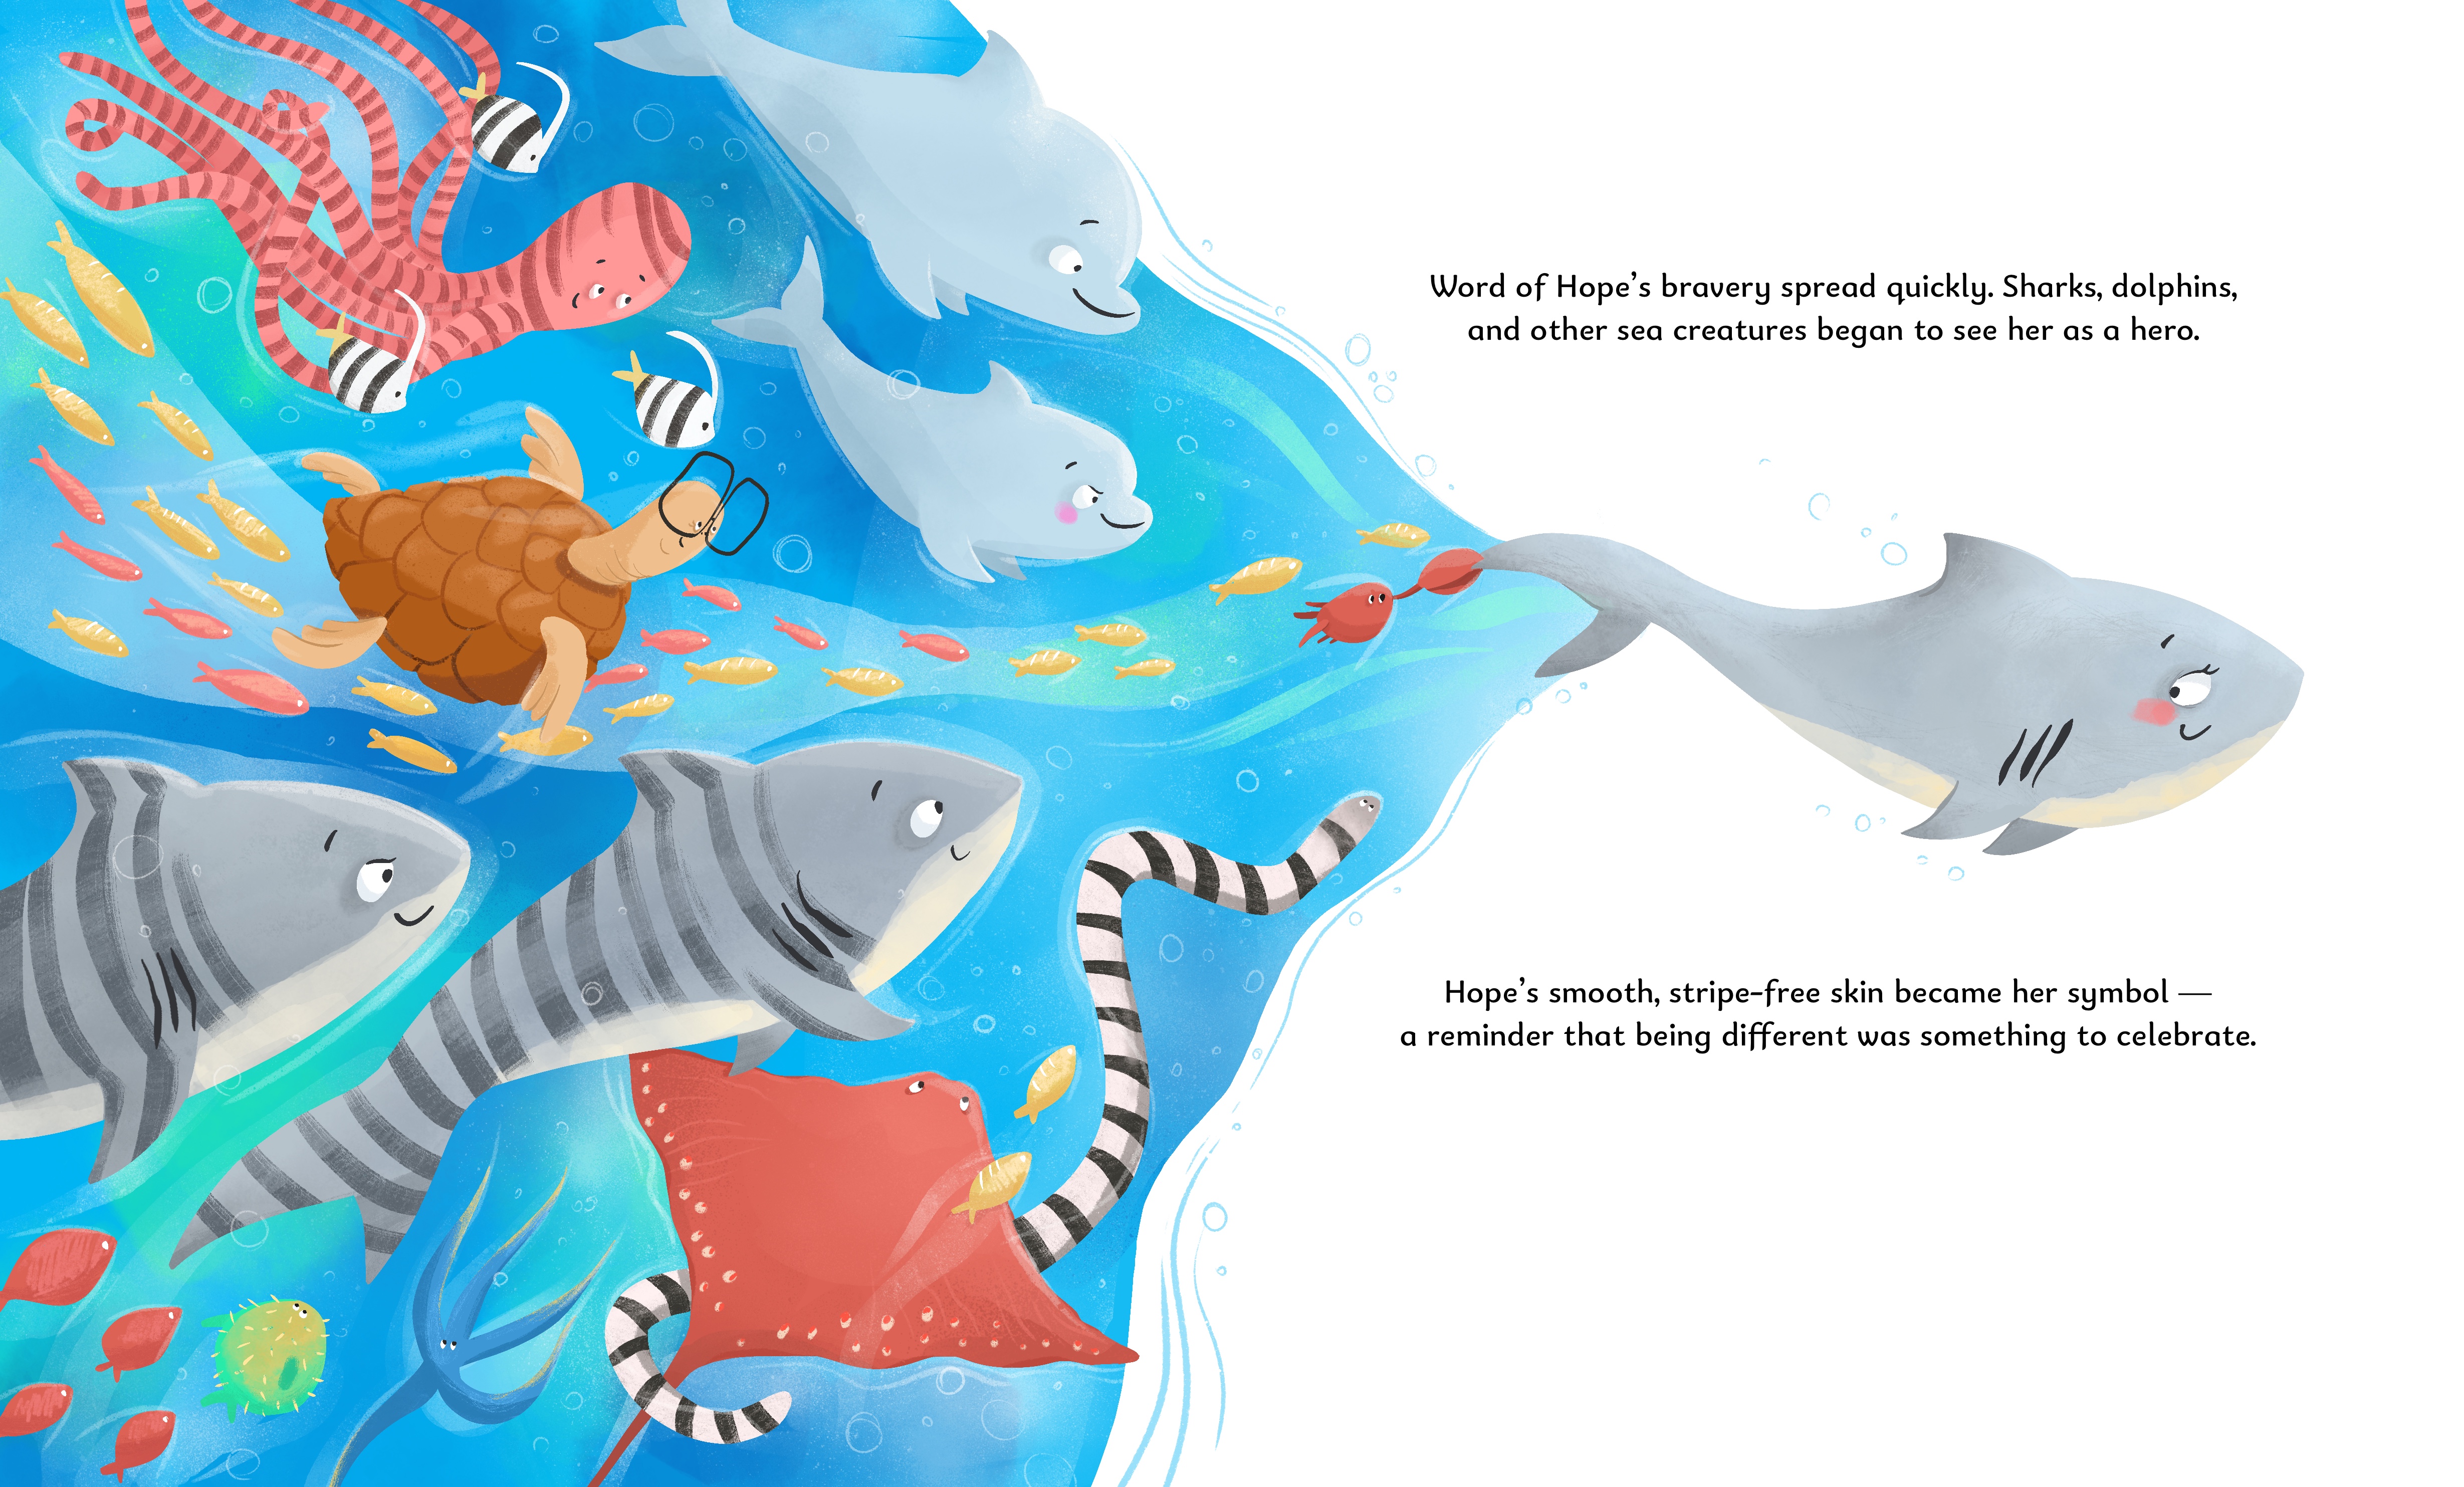 Word of Hope’s bravery spread quickly. Sharks, dolphins,
and other sea creatures began to see her as a hero.
Hope’s smooth, stripe-free skin became her symbol —
a reminder that being different was something to celebrate.